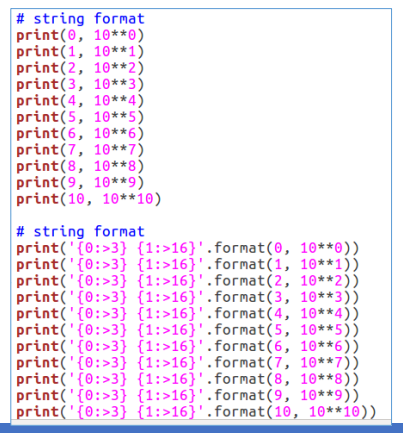 # string format
print(0, 10**0)
print(1, 10**1)
print(2, 10**2)
print(3, 10**3)
print(4, 10**4)
print(5, 10**5)
print(6, 10**6)
print(7, 10**7)
print(8, 10**8)
print(9, 10**9)
print(10, 10**10)

# string format
print('{0:>3} {1:>16}'.format(0, 10**0))
print('{0:>3} {1:>16}'.format(1, 10**1))
print('{0:>3} {1:>16}'.format(2, 10**2))
print('{0:>3} {1:>16}'.format(3, 10**3))
print('{0:>3} {1:>16}'.format(4, 10**4))
print('{0:>3} {1:>16}'.format(5, 10**5))
print('{0:>3} {1:>16}'.format(6, 10**6))
print('{0:>3} {1:>16}'.format(7, 10**7))
print('{0:>3} {1:>16}'.format(8, 10**8))
print('{0:>3} {1:>16}'.format(9, 10**9))
print('{0:>3} {1:>16}'.format(10, 10**10))